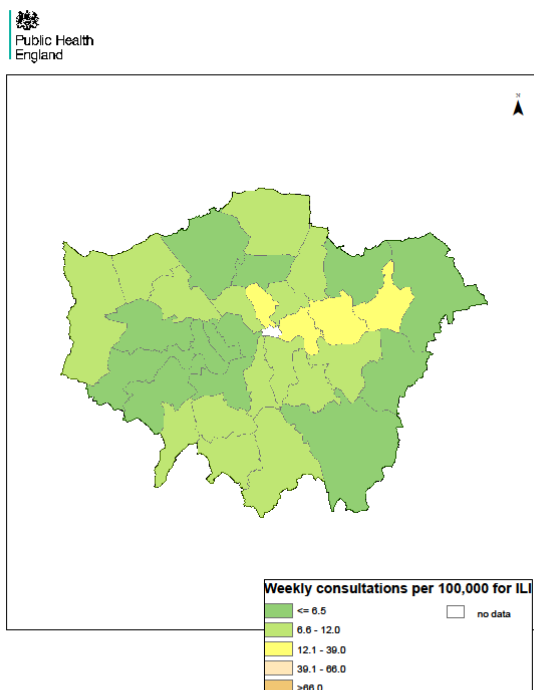 Public Health
England
N
Weekly consultations per 100,000 for ILI
<= 6.5
no data
6.6 - 12.0
12.1 - 39.0
39.1 - 66.0
>66.0